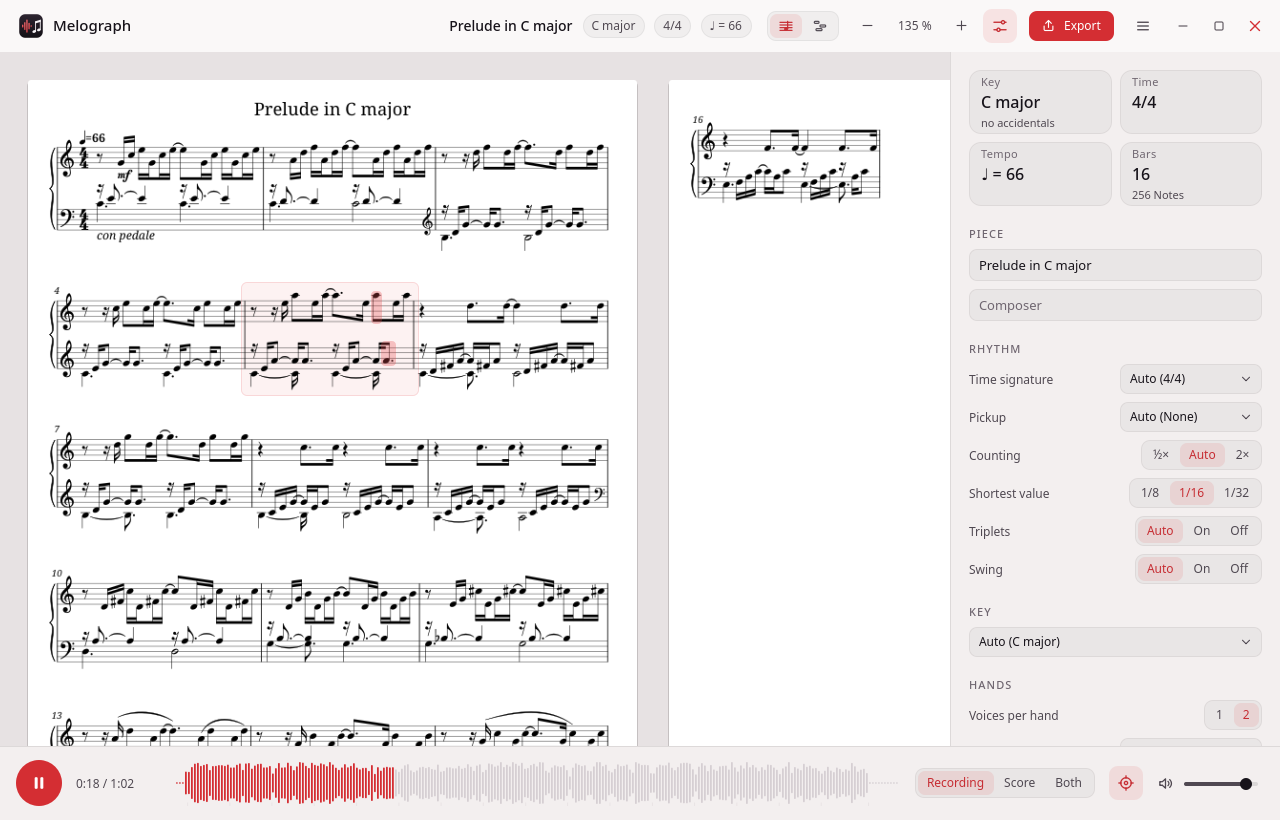 Melograph
Prelude in C major
C major
4/4
♩ = 66
135 %
Export
Prelude in C major
♩=66
mf
con pedale
4
7
10
13
16
Key
C major
no accidentals
Time
4/4
Tempo
♩ = 66
Bars
16
256 Notes
PIECE
Prelude in C major
Composer
RHYTHM
Time signature
Auto (4/4)
Pickup
Auto (None)
Counting
½× Auto 2×
Shortest value
1/8 1/16 1/32
Triplets
Auto On Off
Swing
Auto On Off
KEY
Auto (C major)
HANDS
Voices per hand
1 2
0:18 / 1:02
Recording Score Both